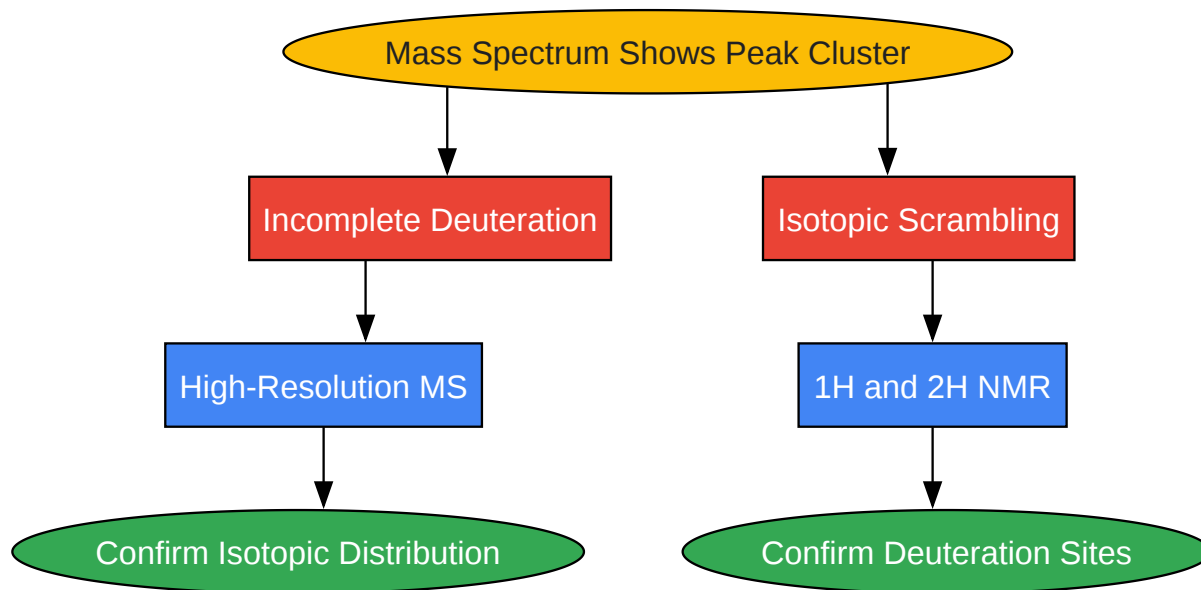 Mass Spectrum Shows Peak Cluster
Incomplete Deuteration
Isotopic Scrambling
High-Resolution MS
1H and 2H NMR
Confirm Isotopic Distribution
Confirm Deuteration Sites